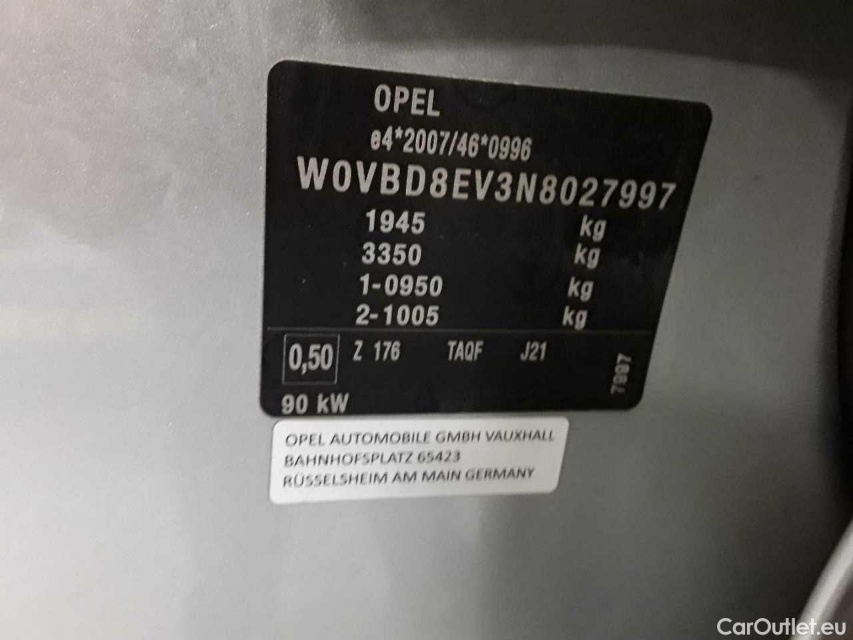 OPEL
e4*2007/46*0996
W0VBD8EV3N8027997
1945 kg
3350 kg
1-0950 kg
2-1005 kg
0,50 Z 176 TAQF J21
7997
90 kW
OPEL AUTOMOBILE GMBH VAUXHALL
BAHNHOFSPLATZ 65423
RÜSSELSHEIM AM MAIN GERMANY
CarOutlet.eu